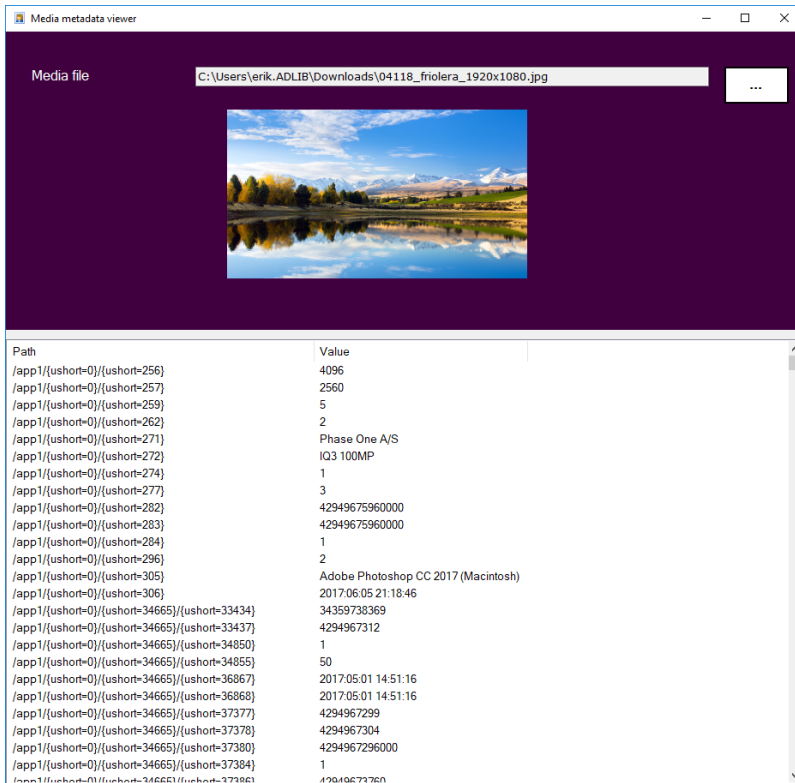 Media metadata viewer
Media file
C:\Users\erik.ADLIB\Downloads\04118_friolera_1920x1080.jpg
...
Path Value
/app1/{ushort=0}/{ushort=256} 4096
/app1/{ushort=0}/{ushort=257} 2560
/app1/{ushort=0}/{ushort=259} 5
/app1/{ushort=0}/{ushort=262} 2
/app1/{ushort=0}/{ushort=271} Phase One A/S
/app1/{ushort=0}/{ushort=272} IQ3 100MP
/app1/{ushort=0}/{ushort=274} 1
/app1/{ushort=0}/{ushort=277} 3
/app1/{ushort=0}/{ushort=282} 42949675960000
/app1/{ushort=0}/{ushort=283} 42949675960000
/app1/{ushort=0}/{ushort=284} 1
/app1/{ushort=0}/{ushort=296} 2
/app1/{ushort=0}/{ushort=305} Adobe Photoshop CC 2017 (Macintosh)
/app1/{ushort=0}/{ushort=306} 2017:06:05 21:18:46
/app1/{ushort=0}/{ushort=34665}/{ushort=33434} 34359738369
/app1/{ushort=0}/{ushort=34665}/{ushort=33437} 4294967312
/app1/{ushort=0}/{ushort=34665}/{ushort=34850} 1
/app1/{ushort=0}/{ushort=34665}/{ushort=34855} 50
/app1/{ushort=0}/{ushort=34665}/{ushort=36867} 2017:05:01 14:51:16
/app1/{ushort=0}/{ushort=34665}/{ushort=36868} 2017:05:01 14:51:16
/app1/{ushort=0}/{ushort=34665}/{ushort=37377} 4294967299
/app1/{ushort=0}/{ushort=34665}/{ushort=37378} 4294967304
/app1/{ushort=0}/{ushort=34665}/{ushort=37380} 4294967296000
/app1/{ushort=0}/{ushort=34665}/{ushort=37384} 1
/app1/{ushort=0}/{ushort=34665}/{ushort=37386} 42949673760